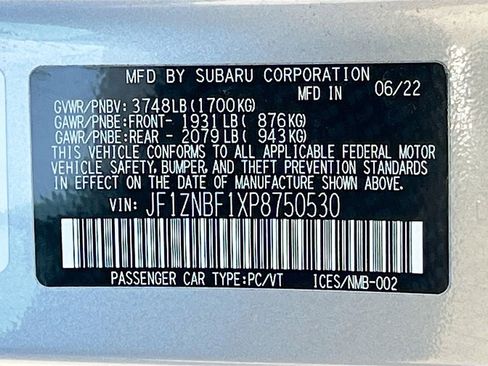 MFD BY SUBARU CORPORATION
MFD IN 06/22
GVWR/PNBV: 3748LB(1700KG)
GAWR/PNBE:FRONT- 1931LB( 876KG)
GAWR/PNBE:REAR - 2079LB( 943KG)
THIS VEHICLE CONFORMS TO ALL APPLICABLE FEDERAL MOTOR
VEHICLE SAFETY, BUMPER, AND THEFT PREVENTION STANDARDS
IN EFFECT ON THE DATE OF MANUFACTURE SHOWN ABOVE.
VIN: JF1ZNBF1XP8750530
PASSENGER CAR TYPE:PC/VT ICES/NMB-002